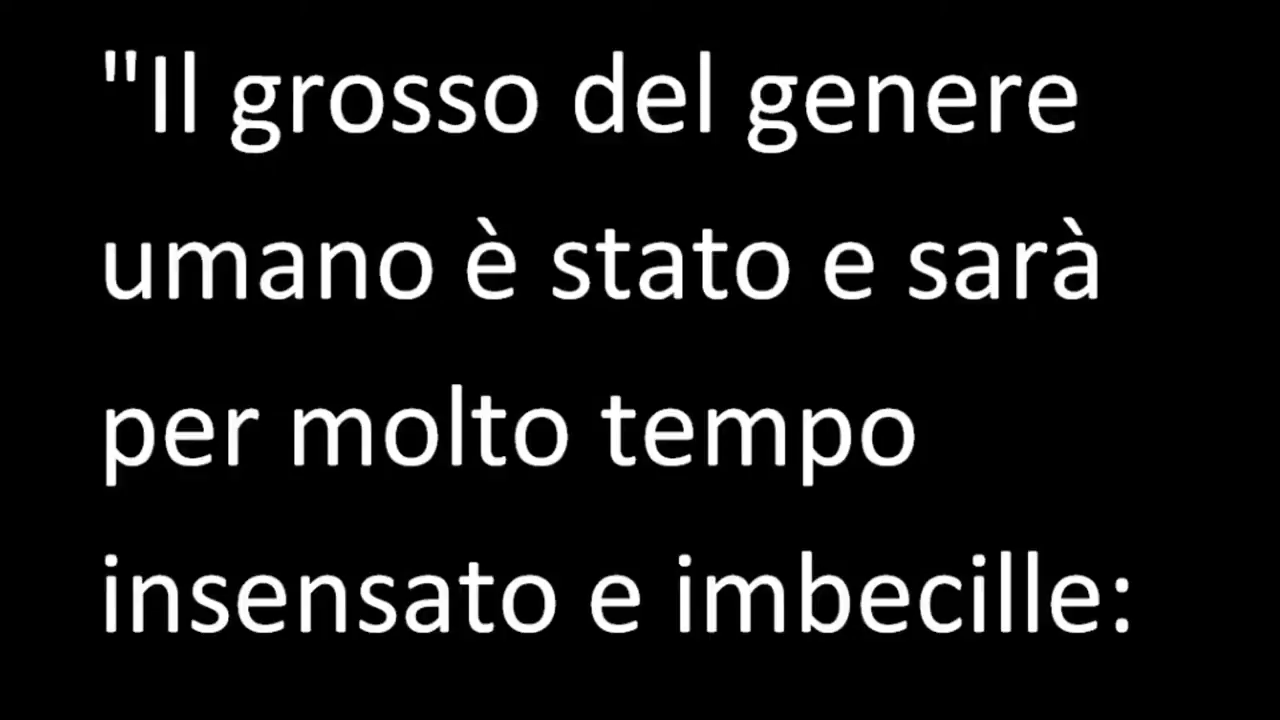 "Il grosso del genere
umano è stato e sarà
per molto tempo
insensato e imbecille: